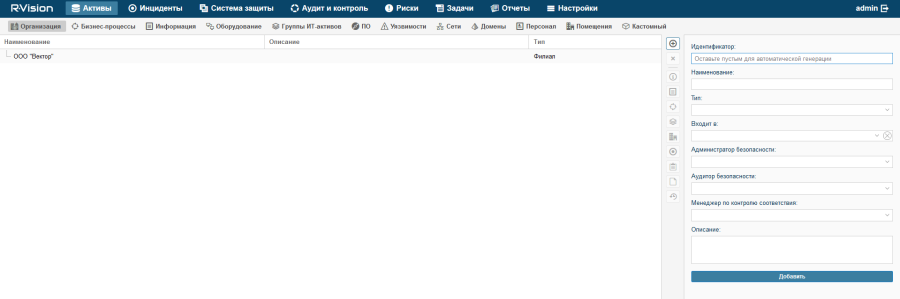 R·Vision Активы Инциденты Система защиты Аудит и контроль Риски Задачи Отчеты Настройки admin
Организация Бизнес-процессы Информация Оборудование Группы ИТ-активов ПО Уязвимости Сети Домены Персонал Помещения Кастомный
Наименование Описание Тип
ООО "Вектор" Филиал
Идентификатор:
Оставьте пустым для автоматической генерации
Наименование:
Тип:
Входит в:
Администратор безопасности:
Аудитор безопасности:
Менеджер по контролю соответствия:
Описание:
Добавить